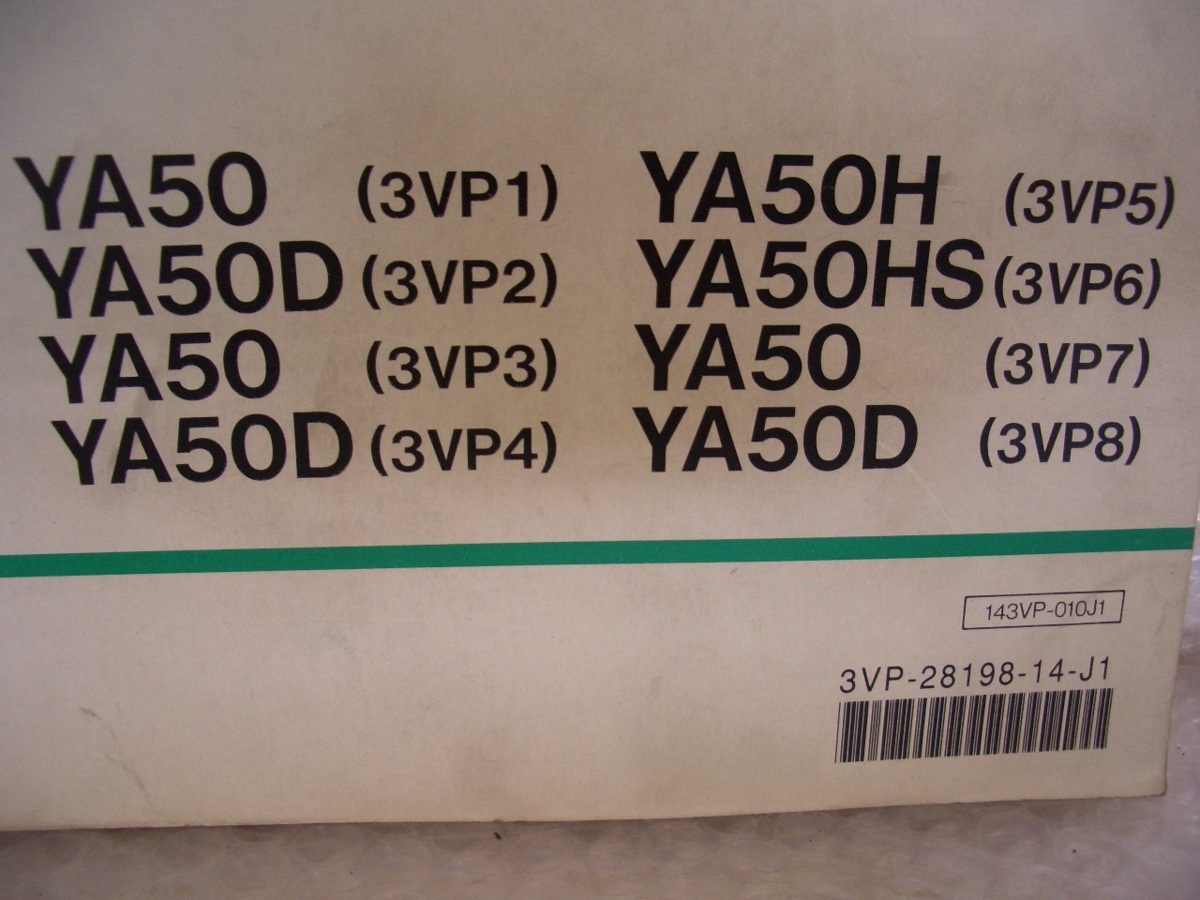 YA50 (3VP1)
YA50D (3VP2)
YA50 (3VP3)
YA50D (3VP4)
YA50H (3VP5)
YA50HS (3VP6)
YA50 (3VP7)
YA50D (3VP8)
143VP-010J1
3VP-28198-14-J1